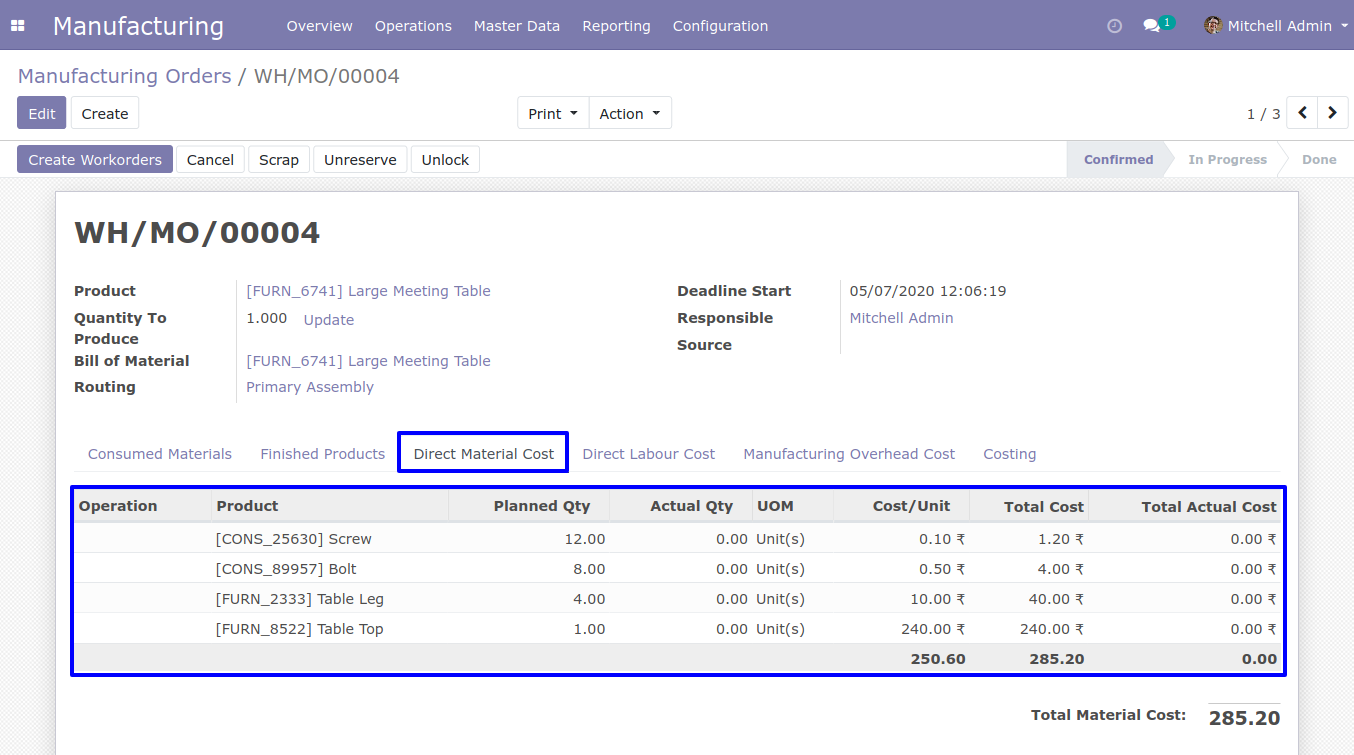 Manufacturing Overview Operations Master Data Reporting Configuration 1 Mitchell Admin
Manufacturing Orders / WH/MO/00004
Edit Create Print Action 1 / 3
Create Workorders Cancel Scrap Unreserve Unlock Confirmed In Progress Done
WH/MO/00004
Product [FURN_6741] Large Meeting Table Deadline Start 05/07/2020 12:06:19
Quantity To Produce 1.000 Update Responsible Mitchell Admin
Source
Bill of Material [FURN_6741] Large Meeting Table
Routing Primary Assembly
Consumed Materials Finished Products Direct Material Cost Direct Labour Cost Manufacturing Overhead Cost Costing
Operation Product Planned Qty Actual Qty UOM Cost/Unit Total Cost Total Actual Cost
[CONS_25630] Screw 12.00 0.00 Unit(s) 0.10 ₹ 1.20 ₹ 0.00 ₹
[CONS_89957] Bolt 8.00 0.00 Unit(s) 0.50 ₹ 4.00 ₹ 0.00 ₹
[FURN_2333] Table Leg 4.00 0.00 Unit(s) 10.00 ₹ 40.00 ₹ 0.00 ₹
[FURN_8522] Table Top 1.00 0.00 Unit(s) 240.00 ₹ 240.00 ₹ 0.00 ₹
250.60 285.20 0.00
Total Material Cost: 285.20